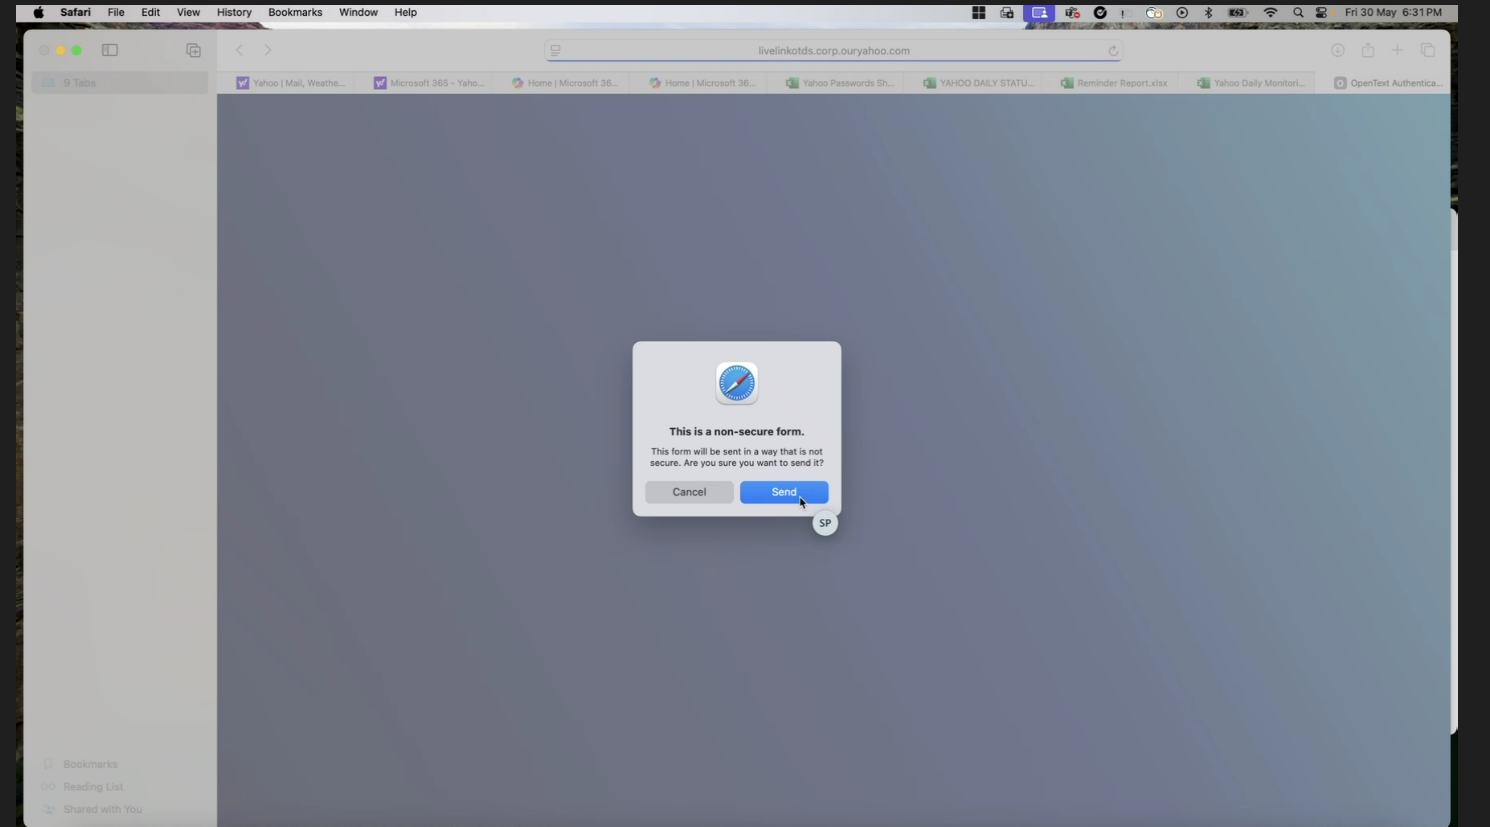 Safari File Edit View History Bookmarks Window Help Fri 30 May 6:31 PM
livelinkotds.corp.ouryahoo.com
9 Tabs
Yahoo | Mail, Weathe... Microsoft 365 - Yaho... Home | Microsoft 36... Home | Microsoft 36... Yahoo Passwords Sh... YAHOO DAILY STATU... Reminder Report.xlsx Yahoo Daily Monitori... OpenText Authentica...
This is a non-secure form.
This form will be sent in a way that is not
secure. Are you sure you want to send it?
Cancel Send
SP
Bookmarks
Reading List
Shared with You